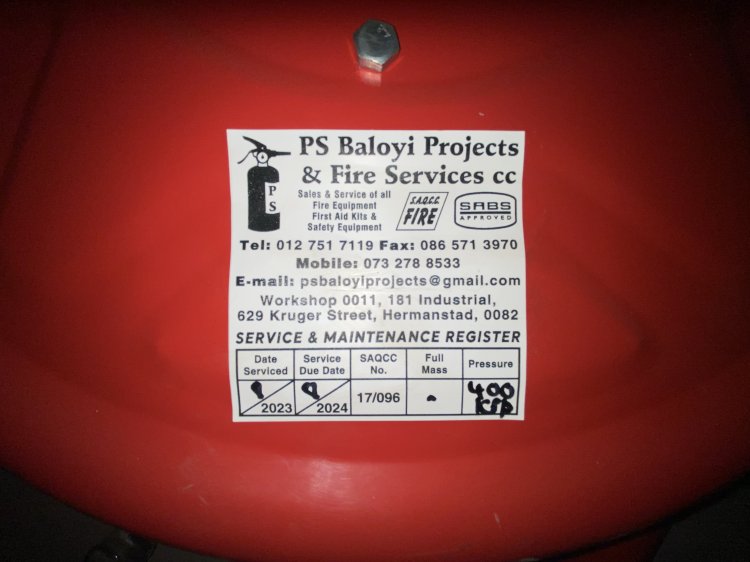 PS Baloyi Projects
& Fire Services cc
PS
Sales & Service of all
Fire Equipment
First Aid Kits &
Safety Equipment
S.A.Q.C.C.
FIRE
SABS
APPROVED
Tel: 012 751 7119 Fax: 086 571 3970
Mobile: 073 278 8533
E-mail: psbaloyiprojects@gmail.com
Workshop 0011, 181 Industrial,
629 Kruger Street, Hermanstad, 0082
SERVICE & MAINTENANCE REGISTER
Date Serviced Service Due Date SAQCC No. Full Mass Pressure
8/2023 8/2024 17/096 - 400